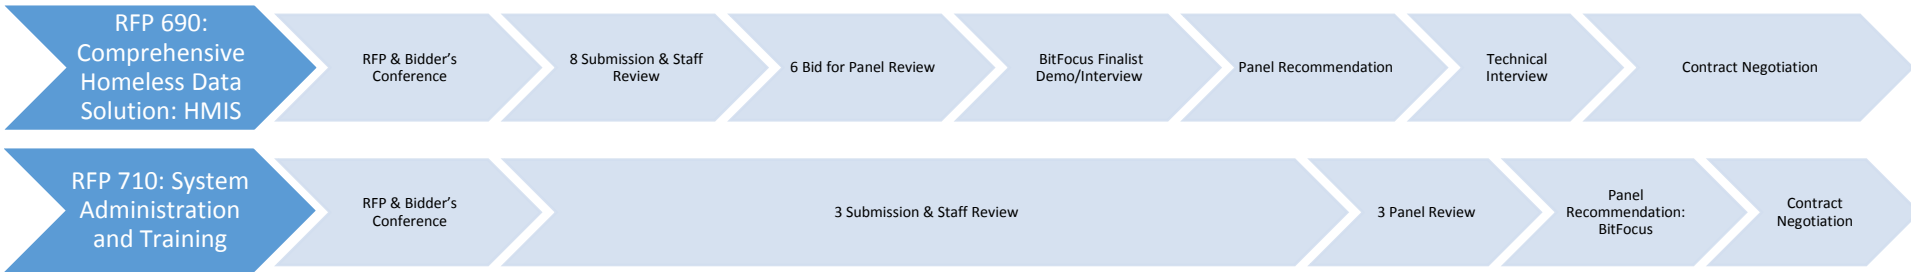 RFP 690:
Comprehensive
Homeless Data
Solution: HMIS
RFP & Bidder’s
Conference
8 Submission & Staff
Review
6 Bid for Panel Review
BitFocus Finalist
Demo/Interview
Panel Recommendation
Technical
Interview
Contract Negotiation
RFP 710: System
Administration
and Training
RFP & Bidder’s
Conference
3 Submission & Staff Review
3 Panel Review
Panel
Recommendation:
BitFocus
Contract
Negotiation